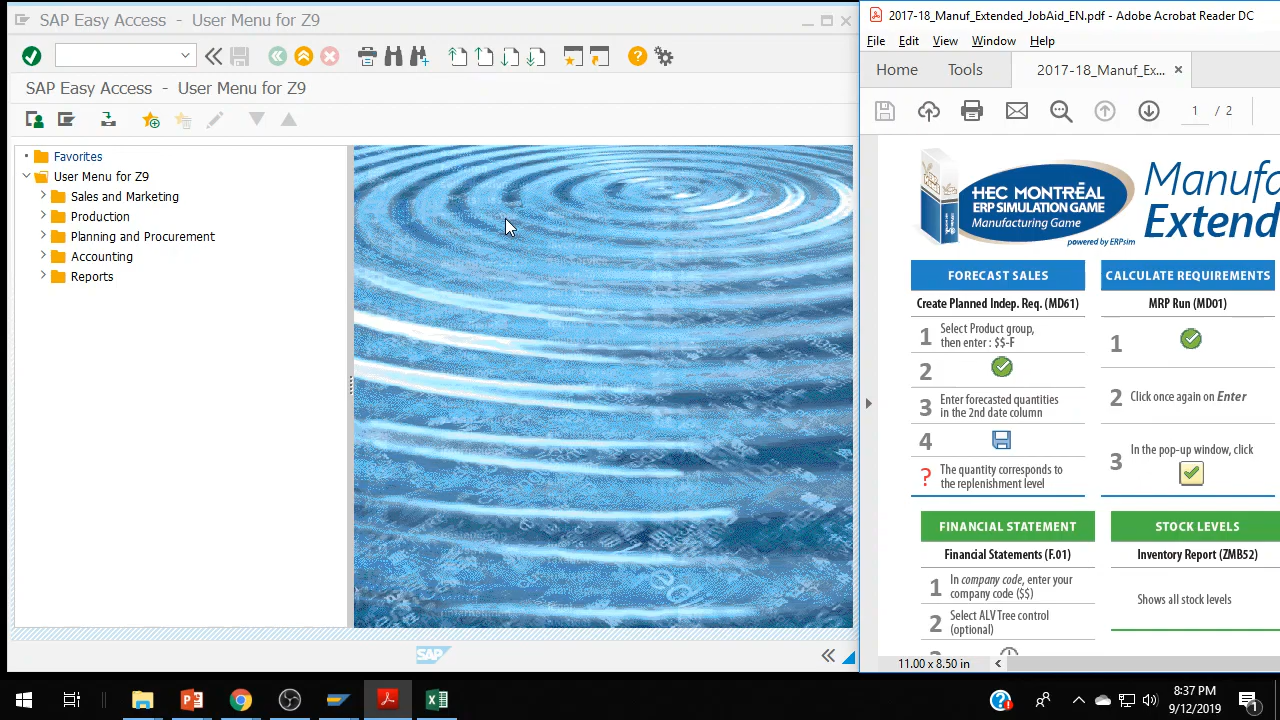 SAP Easy Access - User Menu for Z9
SAP Easy Access - User Menu for Z9
Favorites
User Menu for Z9
Sales and Marketing
Production
Planning and Procurement
Accounting
Reports
SAP
2017-18_Manuf_Extended_JobAid_EN.pdf - Adobe Acrobat Reader DC
File Edit View Window Help
Home Tools 2017-18_Manuf_Ex... ×
1 / 2
HEC MONTRÉAL
ERP SIMULATION GAME
Manufacturing Game
powered by ERPsim
Manufa
Extend
FORECAST SALES
Create Planned Indep. Req. (MD61)
1 Select Product group,
then enter : $$-F
2
3 Enter forecasted quantities
in the 2nd date column
4
? The quantity corresponds to
the replenishment level
CALCULATE REQUIREMENTS
MRP Run (MD01)
1
2 Click once again on Enter
3 In the pop-up window, click
FINANCIAL STATEMENT
Financial Statements (F.01)
1 In company code, enter your
company code ($$)
2 Select ALV Tree control
(optional)
STOCK LEVELS
Inventory Report (ZMB52)
Shows all stock levels
11.00 x 8.50 in
8:37 PM
9/12/2019
1